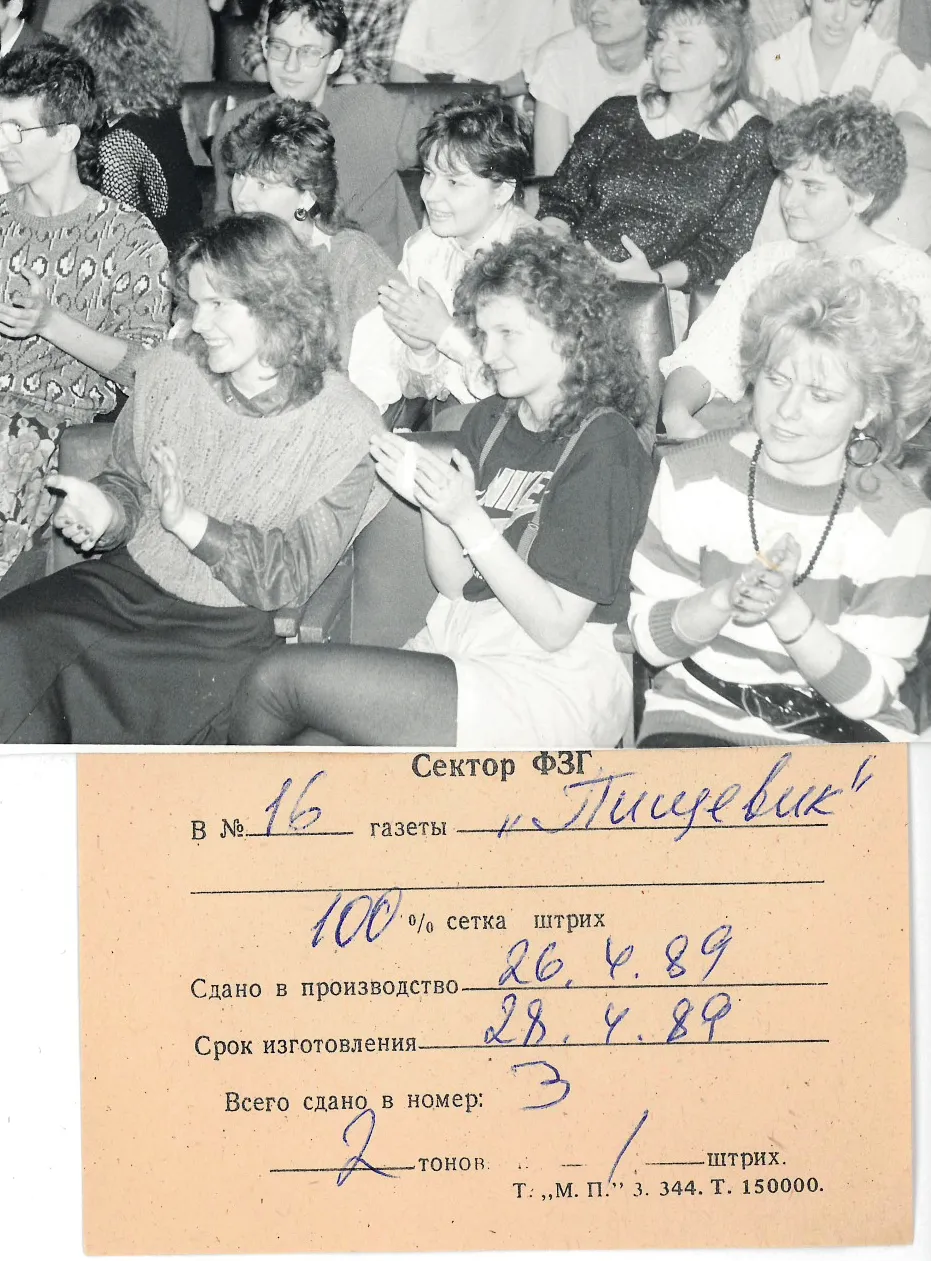 NIKE
Сектор ФЗГ
В № 16 газеты „Пищевик"
100 % сетка штрих
Сдано в производство 26. 4. 89
Срок изготовления 28. 4. 89
Всего сдано в номер: 3
2 тонов. 1 штрих.
Т. „М. П." З. 344. Т. 150000.